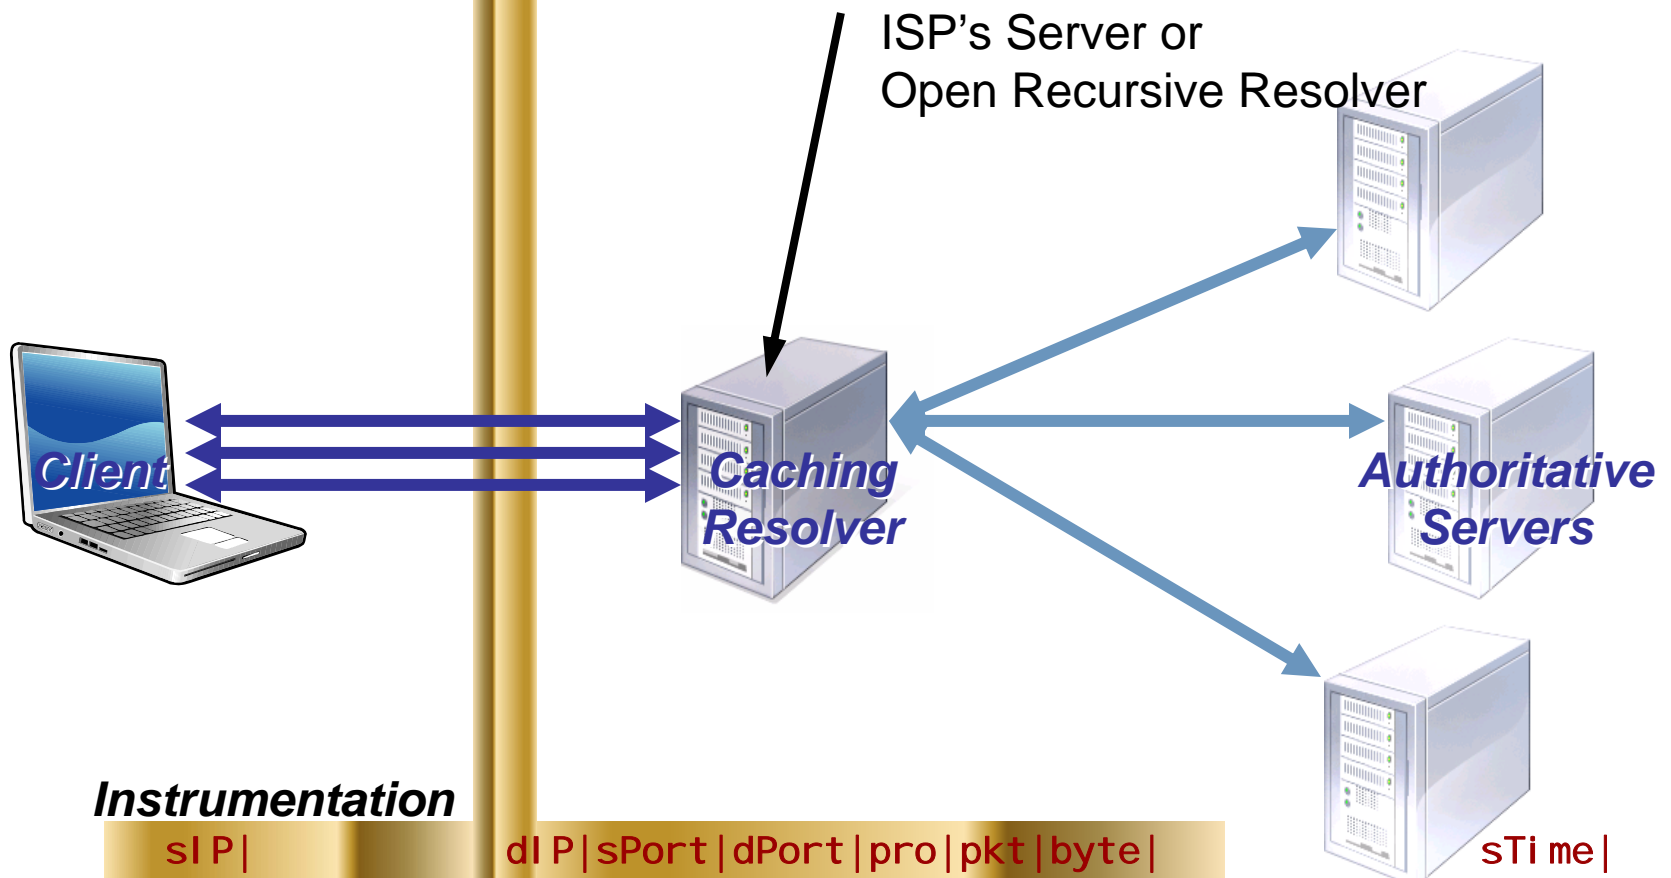 ISP's Server or
Open Recursive Resolver
Client
Caching
Resolver
Authoritative
Servers
Instrumentation
sIP| dIP|sPort|dPort|pro|pkt|byte| sTime|